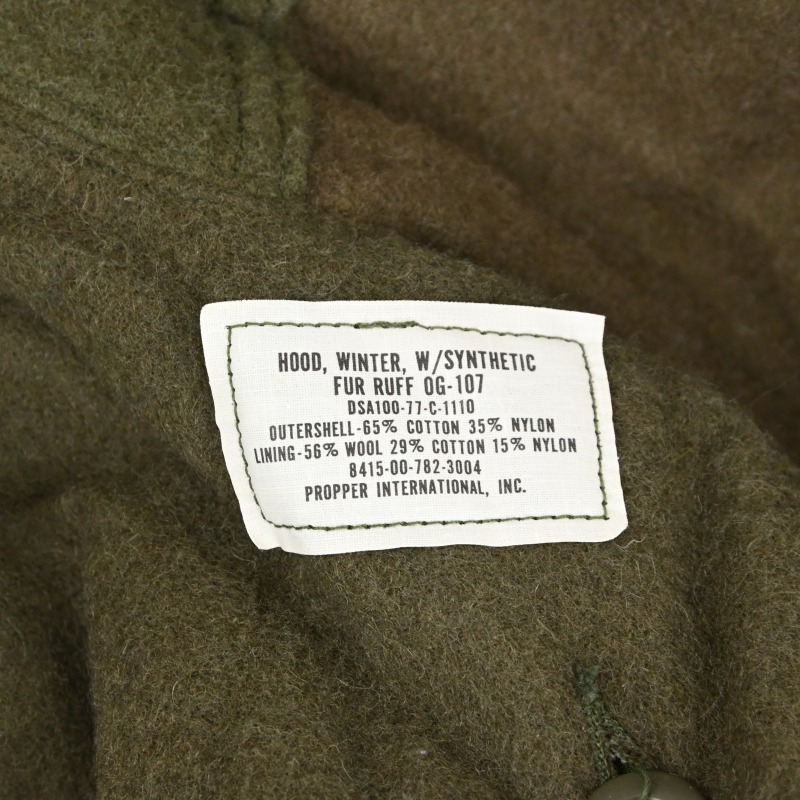 HOOD, WINTER, W/SYNTHETIC
FUR RUFF OG-107
DSA100-77-C-1110
OUTERSHELL-65% COTTON 35% NYLON
LINING-56% WOOL 29% COTTON 15% NYLON
8415-00-782-3004
PROPPER INTERNATIONAL, INC.